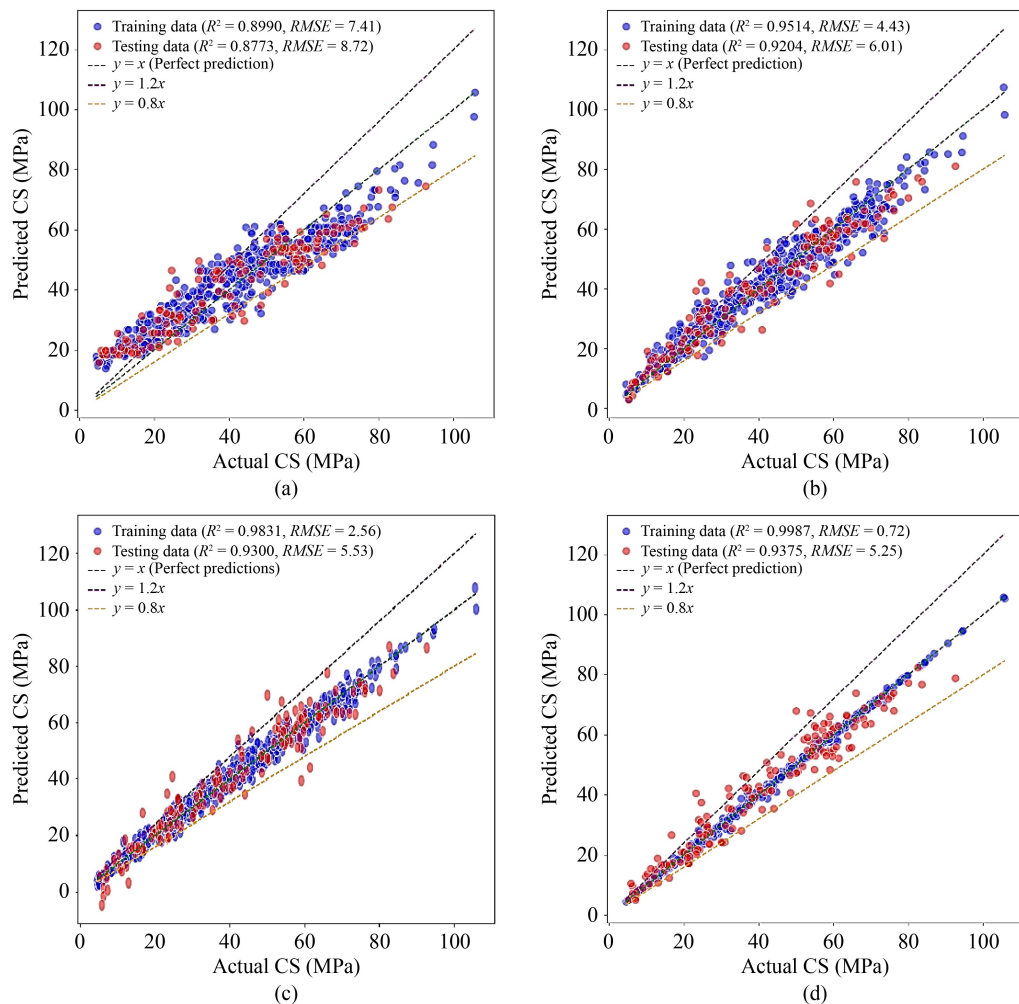 Training data (R² = 0.8990, RMSE = 7.41)
Testing data (R² = 0.8773, RMSE = 8.72)
y = x (Perfect prediction)
y = 1.2x
y = 0.8x
120
100
80
60
40
20
0
Predicted CS (MPa)
0 20 40 60 80 100
Actual CS (MPa)
(a)
Training data (R² = 0.9514, RMSE = 4.43)
Testing data (R² = 0.9204, RMSE = 6.01)
y = x (Perfect prediction)
y = 1.2x
y = 0.8x
120
100
80
60
40
20
0
Predicted CS (MPa)
0 20 40 60 80 100
Actual CS (MPa)
(b)
Training data (R² = 0.9831, RMSE = 2.56)
Testing data (R² = 0.9300, RMSE = 5.53)
y = x (Perfect predictions)
y = 1.2x
y = 0.8x
120
100
80
60
40
20
0
Predicted CS (MPa)
0 20 40 60 80 100
Actual CS (MPa)
(c)
Training data (R² = 0.9987, RMSE = 0.72)
Testing data (R² = 0.9375, RMSE = 5.25)
y = x (Perfect prediction)
y = 1.2x
y = 0.8x
120
100
80
60
40
20
0
Predicted CS (MPa)
0 20 40 60 80 100
Actual CS (MPa)
(d)